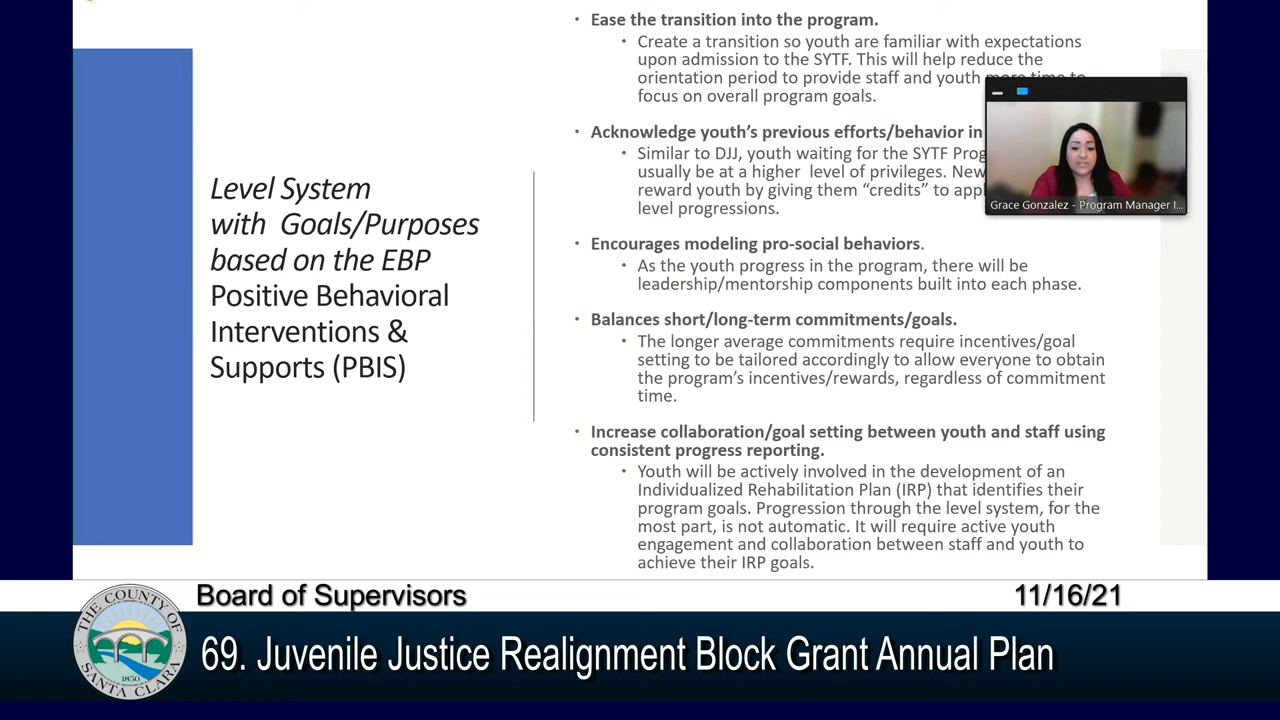 Level System
with Goals/Purposes
based on the EBP
Positive Behavioral
Interventions &
Supports (PBIS)
• Ease the transition into the program.
• Create a transition so youth are familiar with expectations
upon admission to the SYTF. This will help reduce the
orientation period to provide staff and youth more time to
focus on overall program goals.
• Acknowledge youth's previous efforts/behavior in
• Similar to DJJ, youth waiting for the SYTF
usually be at a higher level of privileges. New
reward youth by giving them “credits” to
level progressions.
• Encourages modeling pro-social behaviors.
• As the youth progress in the program, there will be
leadership/mentorship components built into each phase.
• Balances short/long-term commitments/goals.
• The longer average commitments require incentives/goal
setting to be tailored accordingly to allow everyone to obtain
the program's incentives/rewards, regardless of commitment
time.
• Increase collaboration/goal setting between youth and staff using
consistent progress reporting.
• Youth will be actively involved in the development of an
Individualized Rehabilitation Plan (IRP) that identifies their
program goals. Progression through the level system, for the
most part, is not automatic. It will require active youth
engagement and collaboration between staff and youth to
achieve their IRP goals.
Grace Gonzalez - Program Manager I...
Board of Supervisors
11/16/21
THE COUNTY OF
SANTA CLARA
1850
69. Juvenile Justice Realignment Block Grant Annual Plan